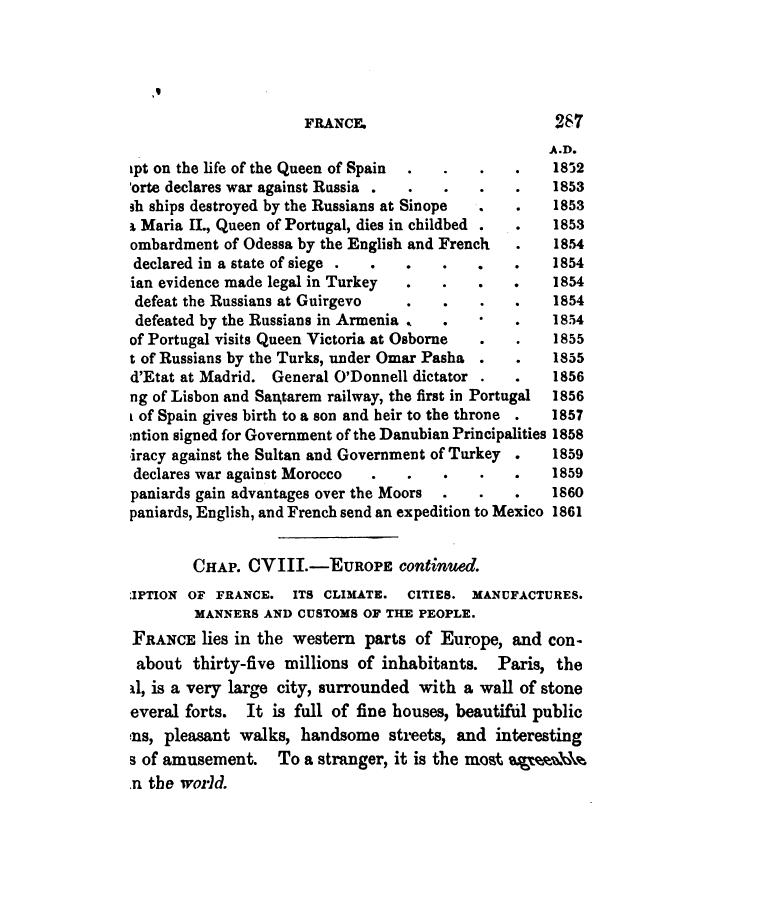 FRANCE. 287
A.D.
on the life of the Queen of Spain . . . . 1852
declares war against Russia . . . . . 1853
ships destroyed by the Russians at Sinope . . 1853
Maria II., Queen of Portugal, dies in childbed . . 1853
ombardment of Odessa by the English and French . 1854
declared in a state of siege . . . . . . 1854
ian evidence made legal in Turkey . . . . 1854
defeat the Russians at Guirgevo . . . . 1854
defeated by the Russians in Armenia . . . . 1854
of Portugal visits Queen Victoria at Osborne . . 1855
t of Russians by the Turks, under Omar Pasha . . 1855
d'Etat at Madrid. General O'Donnell dictator . . 1856
ng of Lisbon and Santarem railway, the first in Portugal 1856
of Spain gives birth to a son and heir to the throne . 1857
ntion signed for Government of the Danubian Principalities 1858
iracy against the Sultan and Government of Turkey . 1859
declares war against Morocco . . . . . 1859
paniards gain advantages over the Moors . . . 1860
paniards, English, and French send an expedition to Mexico 1861
CHAP. CVIII.—EUROPE continued.
IPTION OF FRANCE. ITS CLIMATE. CITIES. MANUFACTURES.
MANNERS AND CUSTOMS OF THE PEOPLE.
FRANCE lies in the western parts of Europe, and con-
about thirty-five millions of inhabitants. Paris, the
al, is a very large city, surrounded with a wall of stone
everal forts. It is full of fine houses, beautiful public
ns, pleasant walks, handsome streets, and interesting
s of amusement. To a stranger, it is the most agreeable
n the world.